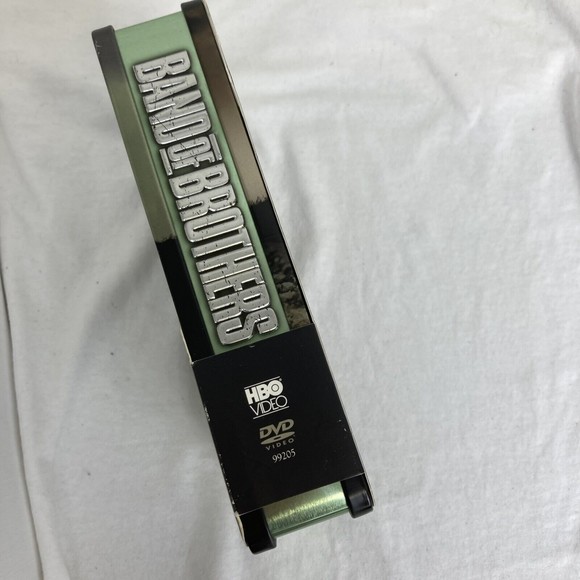 BAND OF BROTHERS
HBO®
VIDEO
DVD
VIDEO
99205